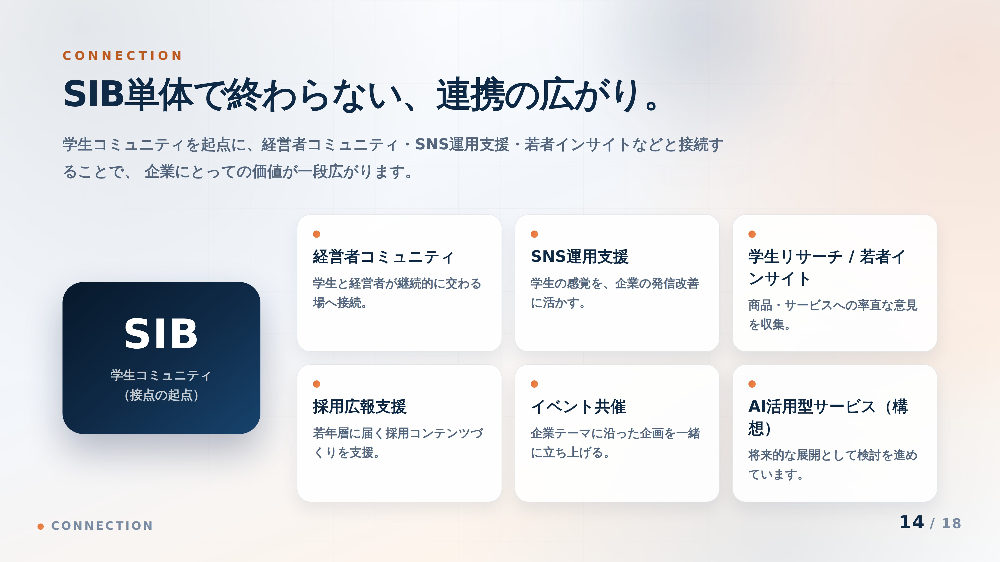 CONNECTION
SIB単体で終わらない、連携の広がり。
学生コミュニティを起点に、経営者コミュニティ・SNS運用支援・若者インサイトなどと接続す
ることで、 企業にとっての価値が一段広がります。
SIB
学生コミュニティ
（接点の起点）
経営者コミュニティ
学生と経営者が継続的に交わる
場へ接続。
SNS運用支援
学生の感覚を、企業の発信改善
に活かす。
学生リサーチ / 若者イ
ンサイト
商品・サービスへの率直な意見
を収集。
採用広報支援
若年層に届く採用コンテンツづ
くりを支援。
イベント共催
企業テーマに沿った企画を一緒
に立ち上げる。
AI活用型サービス（構
想）
将来的な展開として検討を進め
ています。
CONNECTION
14 / 18